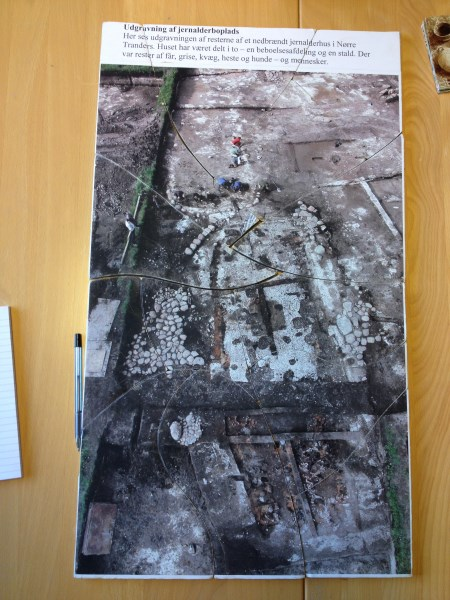 Udgravning af jernalderboplads
Her ses udgravningen af resterne af et nedbrændt jernalderhus i Nørre
Tranders. Huset har været delt i to – en beboelsesafdeling og en stald. Der
var rester af får, grise, kvæg, heste og hunde – og mennesker.